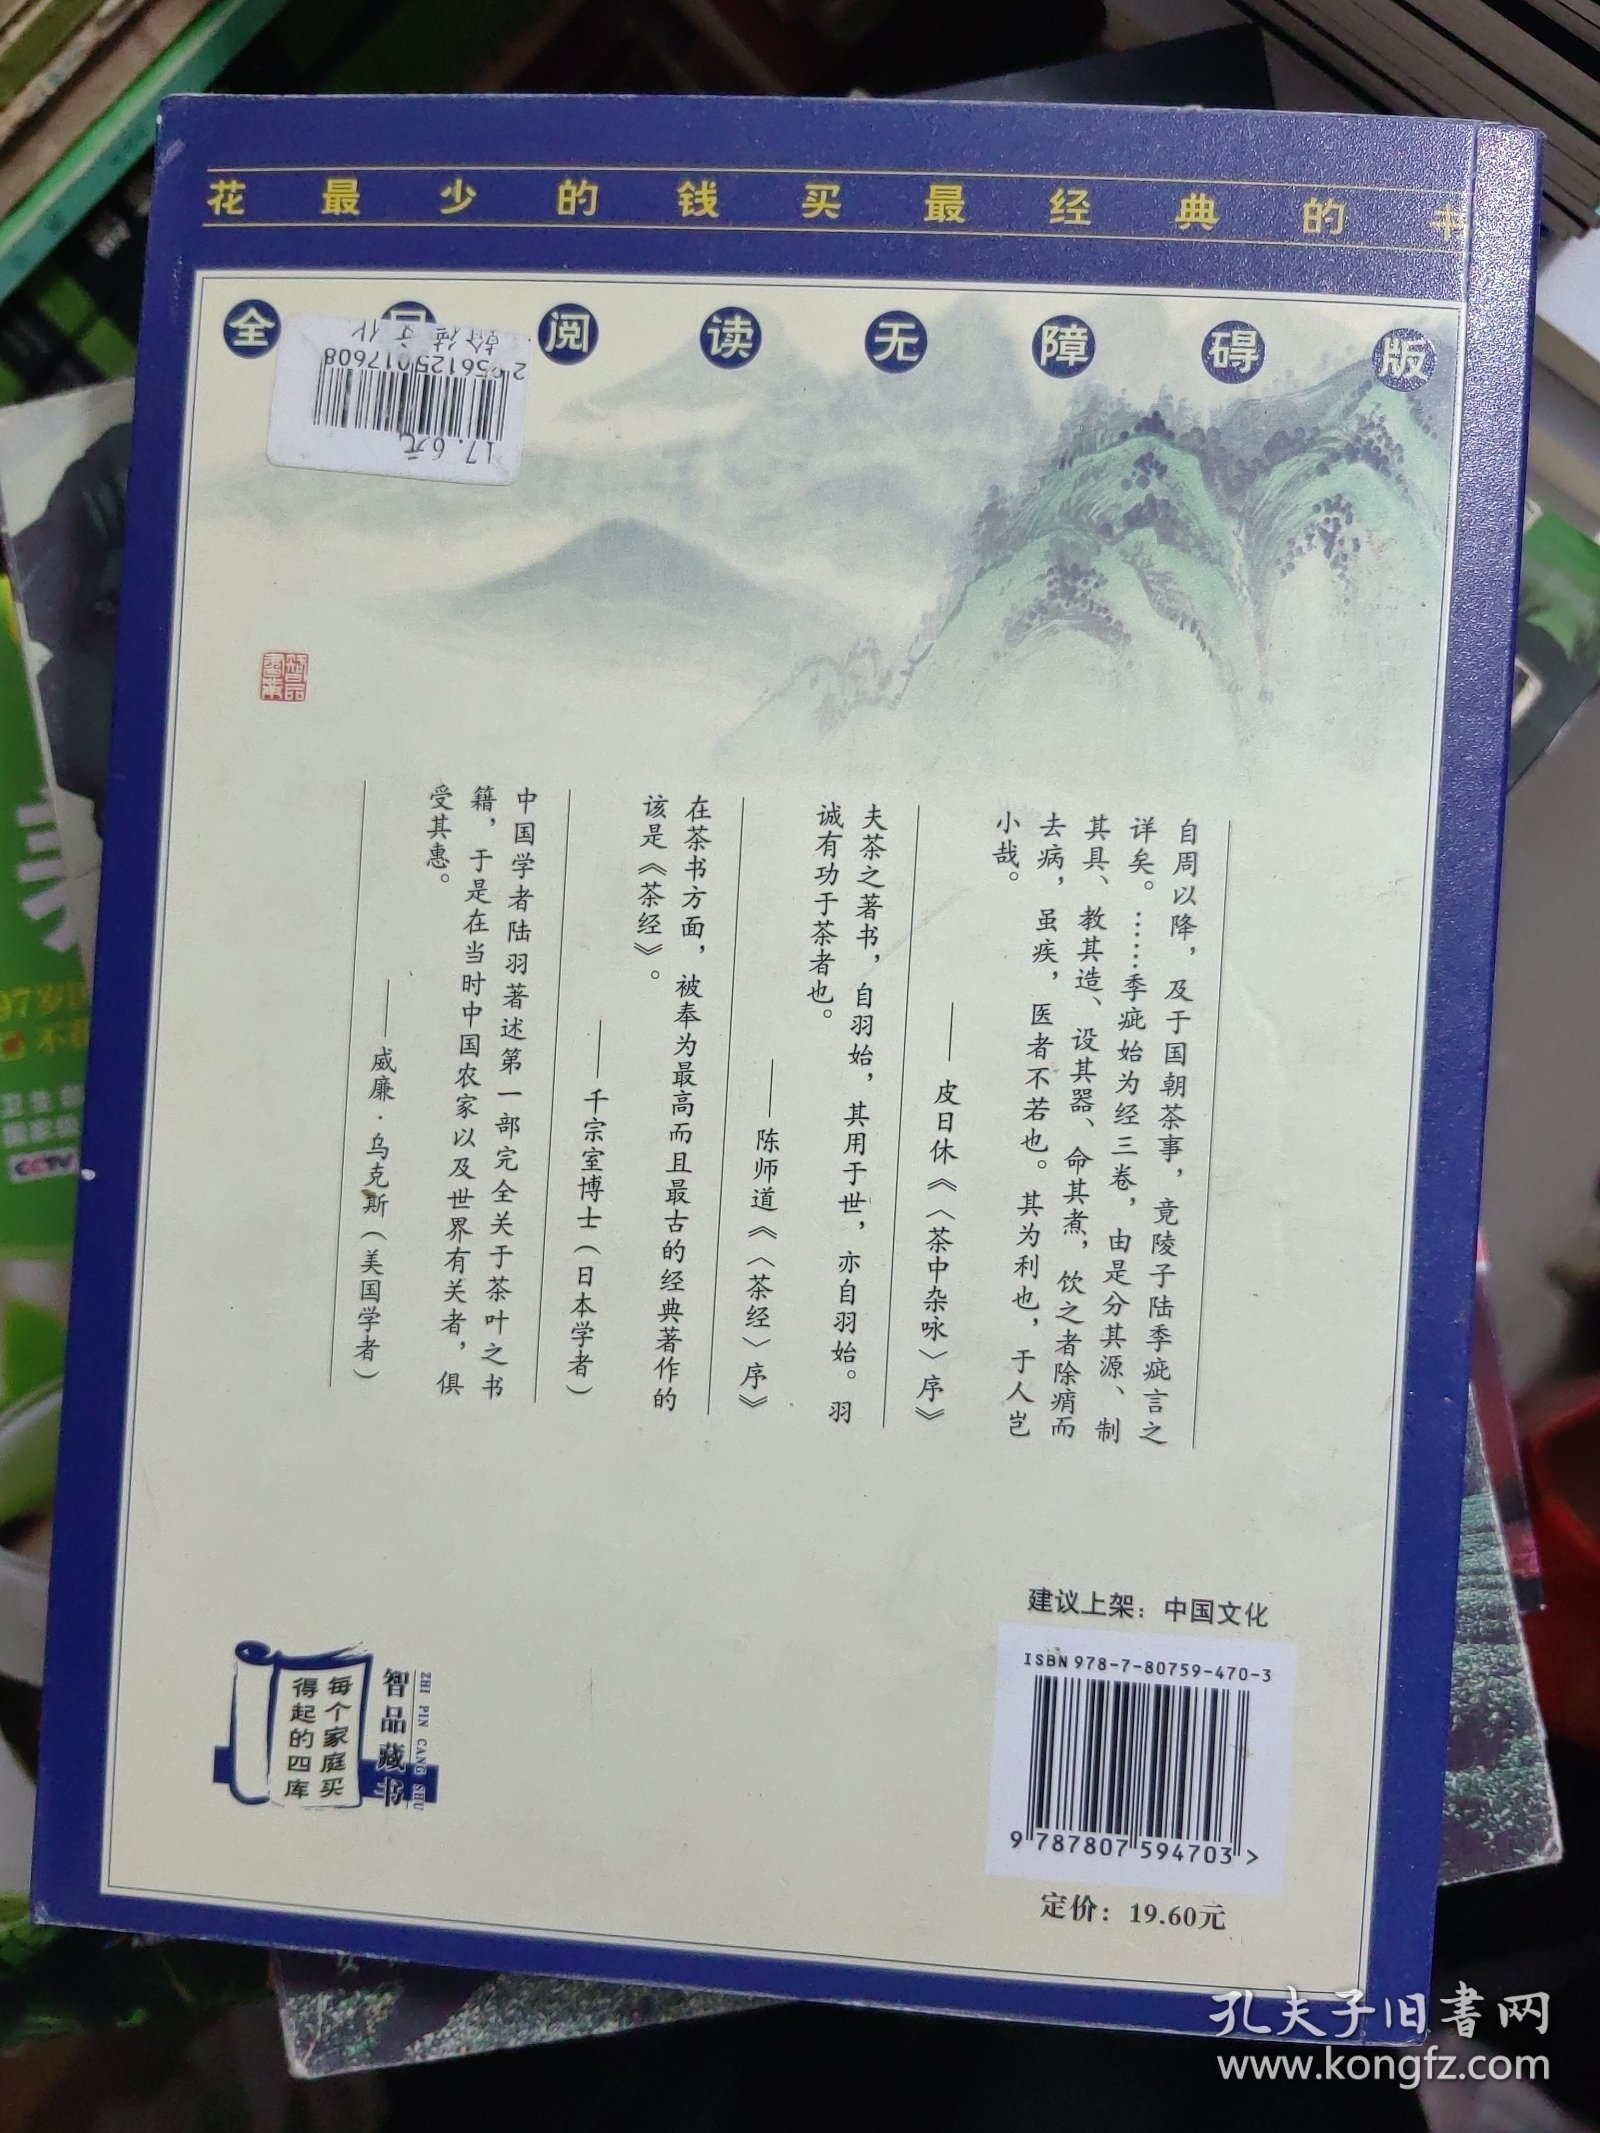 花最少的钱买最经典的书
全民阅读无障碍版
17.6元
自周以降，及于国朝茶事，竟陵子陆季疵言之
详矣。……季疵始为经三卷，由是分其源、制
其具、教其造、设其器、命其煮，饮之者除痟而
去病，虽疾，医者不若也。其为利也，于人岂
小哉。
——皮日休《〈茶中杂咏〉序》
夫茶之著书，自羽始，其用于世，亦自羽始。羽
诚有功于茶者也。
——陈师道《〈茶经〉序》
在茶书方面，被奉为最高而且最古的经典著作的
该是《茶经》。
——千宗室博士（日本学者）
中国学者陆羽著述第一部完全关于茶叶之书
籍，于是在当时中国农家以及世界有关者，俱
受其惠。
——威廉·乌克斯（美国学者）
建议上架：中国文化
ISBN 978-7-80759-470-3
9 787807 594703 >
定价：19.60元
ZHI PIN CANG SHU
智品藏书
每个家庭买
得起的四库
CCTV
孔夫子旧书网
www.kongfz.com